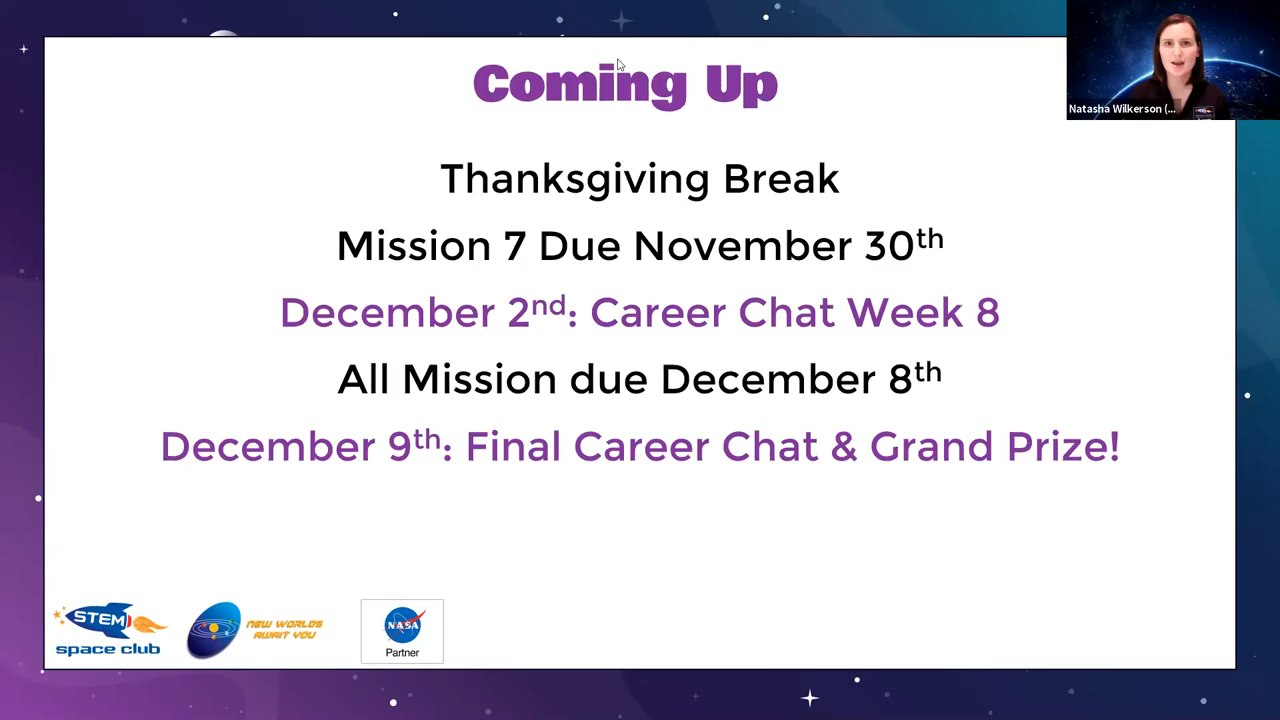 Coming Up
Natasha Wilkerson (...
Thanksgiving Break
Mission 7 Due November 30th
December 2nd: Career Chat Week 8
All Mission due December 8th
December 9th: Final Career Chat & Grand Prize!
STEM
space club
NEW WORLDS
AWAIT YOU
NASA
Partner